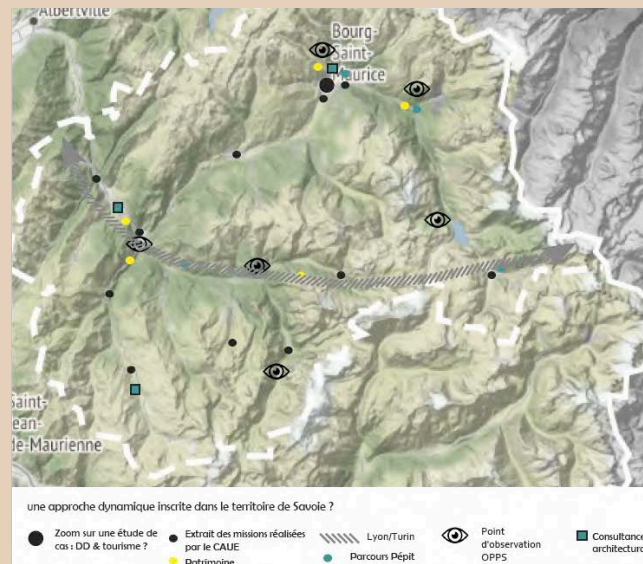 Albertville
Bourg-
Saint-
Maurice
Saint-
Jean-
de-Maurienne
une approche dynamique inscrite dans le territoire de Savoie ?
Zoom sur une étude de
cas : DD & tourisme ?
Extrait des missions réalisées
par le CAUE
Patrimoine
Lyon/Turin
Parcours Pépit
Point
d'observation
OPPS
Consultance
architectura